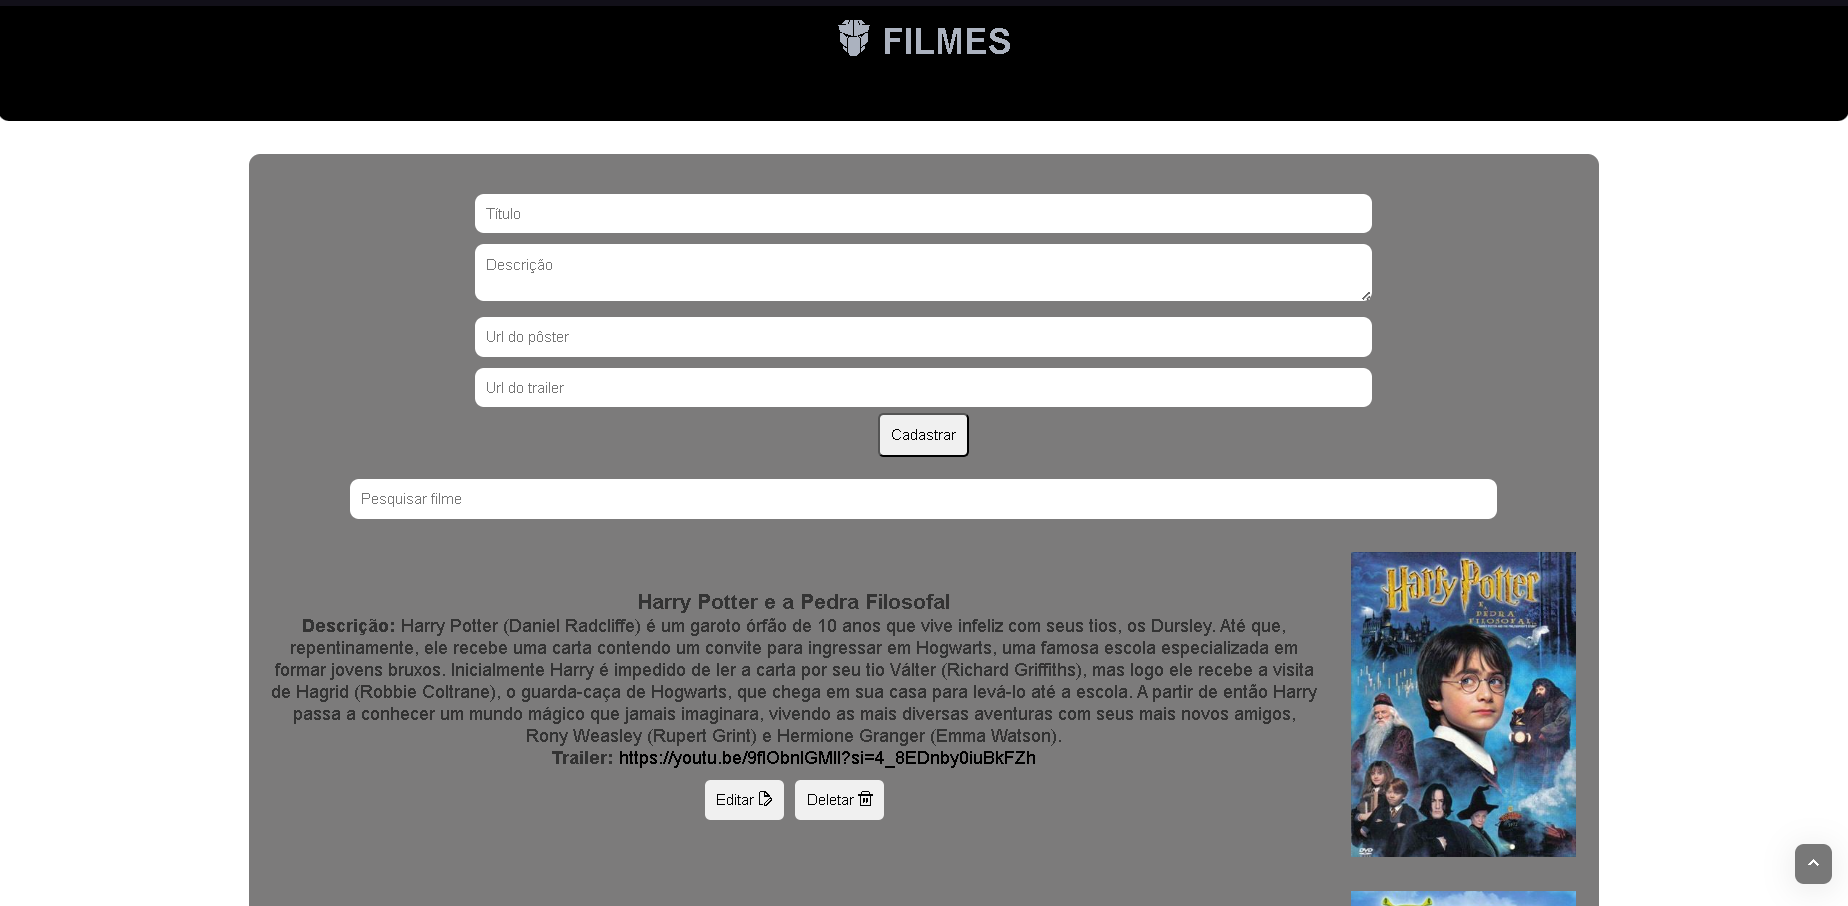 FILMES
Título
Descrição
Url do pôster
Url do trailer
Cadastrar
Pesquisar filme
Harry Potter e a Pedra Filosofal
Descrição: Harry Potter (Daniel Radcliffe) é um garoto órfão de 10 anos que vive infeliz com seus tios, os Dursley. Até que,
repentinamente, ele recebe uma carta contendo um convite para ingressar em Hogwarts, uma famosa escola especializada em
formar jovens bruxos. Inicialmente Harry é impedido de ler a carta por seu tio Válter (Richard Griffiths), mas logo ele recebe a visita
de Hagrid (Robbie Coltrane), o guarda-caça de Hogwarts, que chega em sua casa para levá-lo até a escola. A partir de então Harry
passa a conhecer um mundo mágico que jamais imaginara, vivendo as mais diversas aventuras com seus mais novos amigos,
Rony Weasley (Rupert Grint) e Hermione Granger (Emma Watson).
Trailer: https://youtu.be/9flObnlGMlI?si=4_8EDnby0iuBkFZh
Editar
Deletar
Harry Potter
E A
PEDRA
FILOSOFAL
DVD